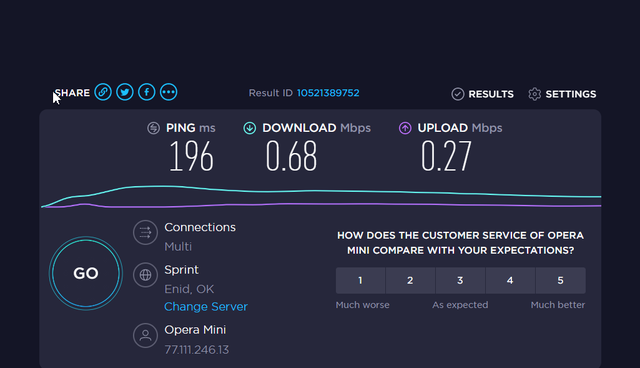 SHARE
Result ID 10521389752
RESULTS
SETTINGS
PING ms
DOWNLOAD Mbps
UPLOAD Mbps
196
0.68
0.27
GO
Connections
Multi
Sprint
Enid, OK
Change Server
Opera Mini
77.111.246.13
HOW DOES THE CUSTOMER SERVICE OF OPERA
MINI COMPARE WITH YOUR EXPECTATIONS?
1 2 3 4 5
Much worse As expected Much better